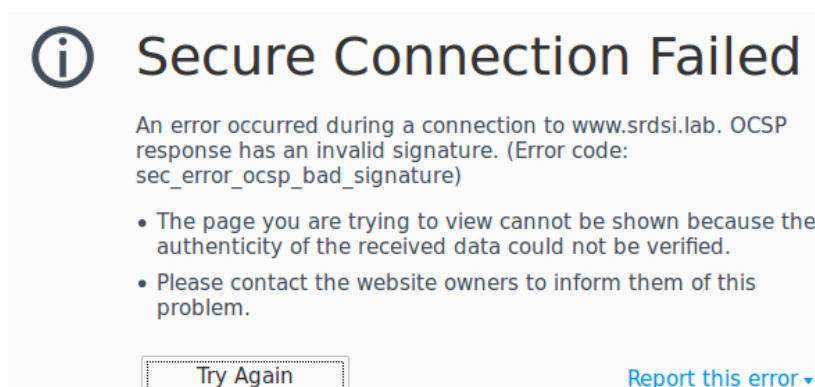 Secure Connection Failed
An error occurred during a connection to www.srdsi.lab. OCSP
response has an invalid signature. (Error code:
sec_error_ocsp_bad_signature)
• The page you are trying to view cannot be shown because the
authenticity of the received data could not be verified.
• Please contact the website owners to inform them of this
problem.
Try Again
Report this error